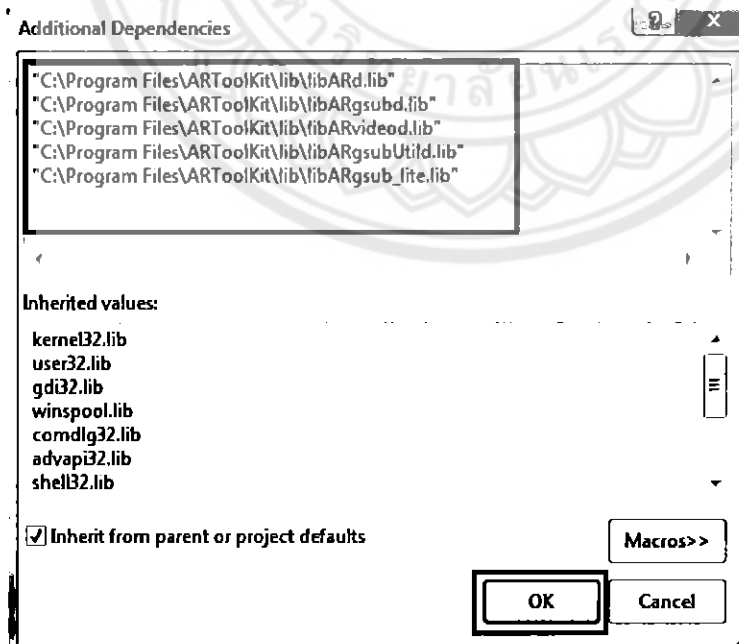 Additional Dependencies
"C:\Program Files\ARToolKit\lib\libARd.lib"
"C:\Program Files\ARToolKit\lib\libARgsubd.lib"
"C:\Program Files\ARToolKit\lib\libARvideod.lib"
"C:\Program Files\ARToolKit\lib\libARgsubUtild.lib"
"C:\Program Files\ARToolKit\lib\libARgsub_lite.lib"
Inherited values:
kernel32.lib
user32.lib
gdi32.lib
winspool.lib
comdlg32.lib
advapi32.lib
shell32.lib
Inherit from parent or project defaults
Macros>>
OK
Cancel